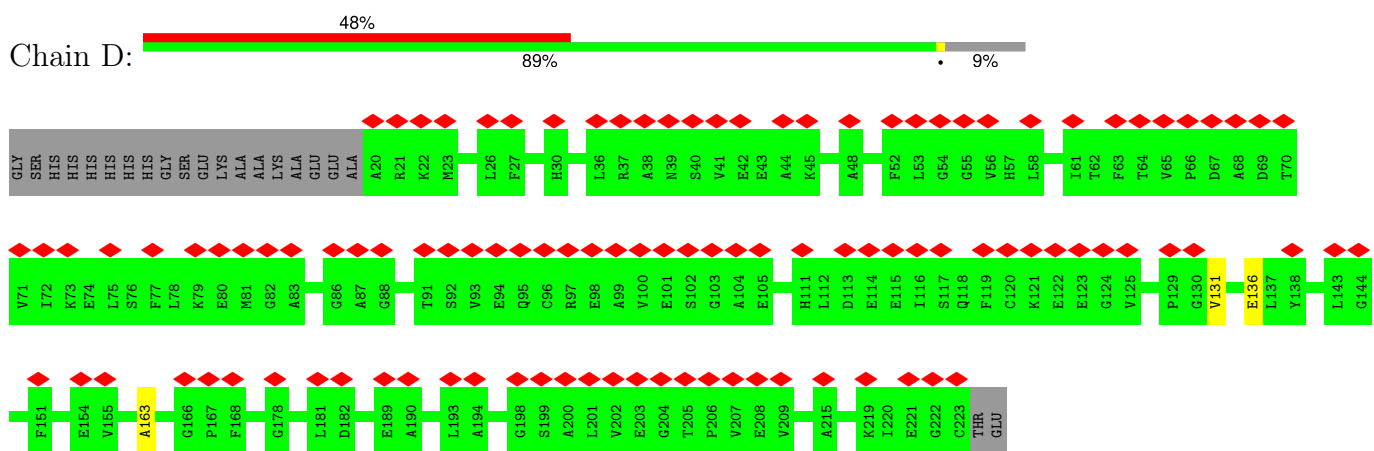 48%
Chain D:
89% • 9%
GLY SER HIS HIS HIS HIS HIS HIS GLY SER GLU LYS ALA ALA LYS ALA GLU GLU ALA A20 R21 K22 M23 L26 F27 H30 L36 R37 A38 N39 S40 V41 E42 E43 A44 K45 A48 F52 L53 G54 G55 V56 H57 L58 I61 T62 F63 T64 V65 P66 D67 A68 D69 T70
V71 I72 K73 E74 L75 S76 F77 L78 K79 E80 M81 G82 A83 G86 A87 G88 T91 S92 V93 E94 Q95 C96 R97 E98 A99 V100 E101 S102 G103 A104 E105 H111 L112 D113 E114 E115 I116 S117 Q118 F119 C120 K121 E122 E123 G124 V125 P129 G130 V131 E136 L137 Y138 L143 G144
F151 E154 V155 A163 G166 P167 F168 G178 L181 D182 E189 A190 L193 A194 G198 S199 A200 L201 V202 E203 G204 T205 P206 V207 E208 V209 A215 K219 I220 E221 G222 C223 THR GLU